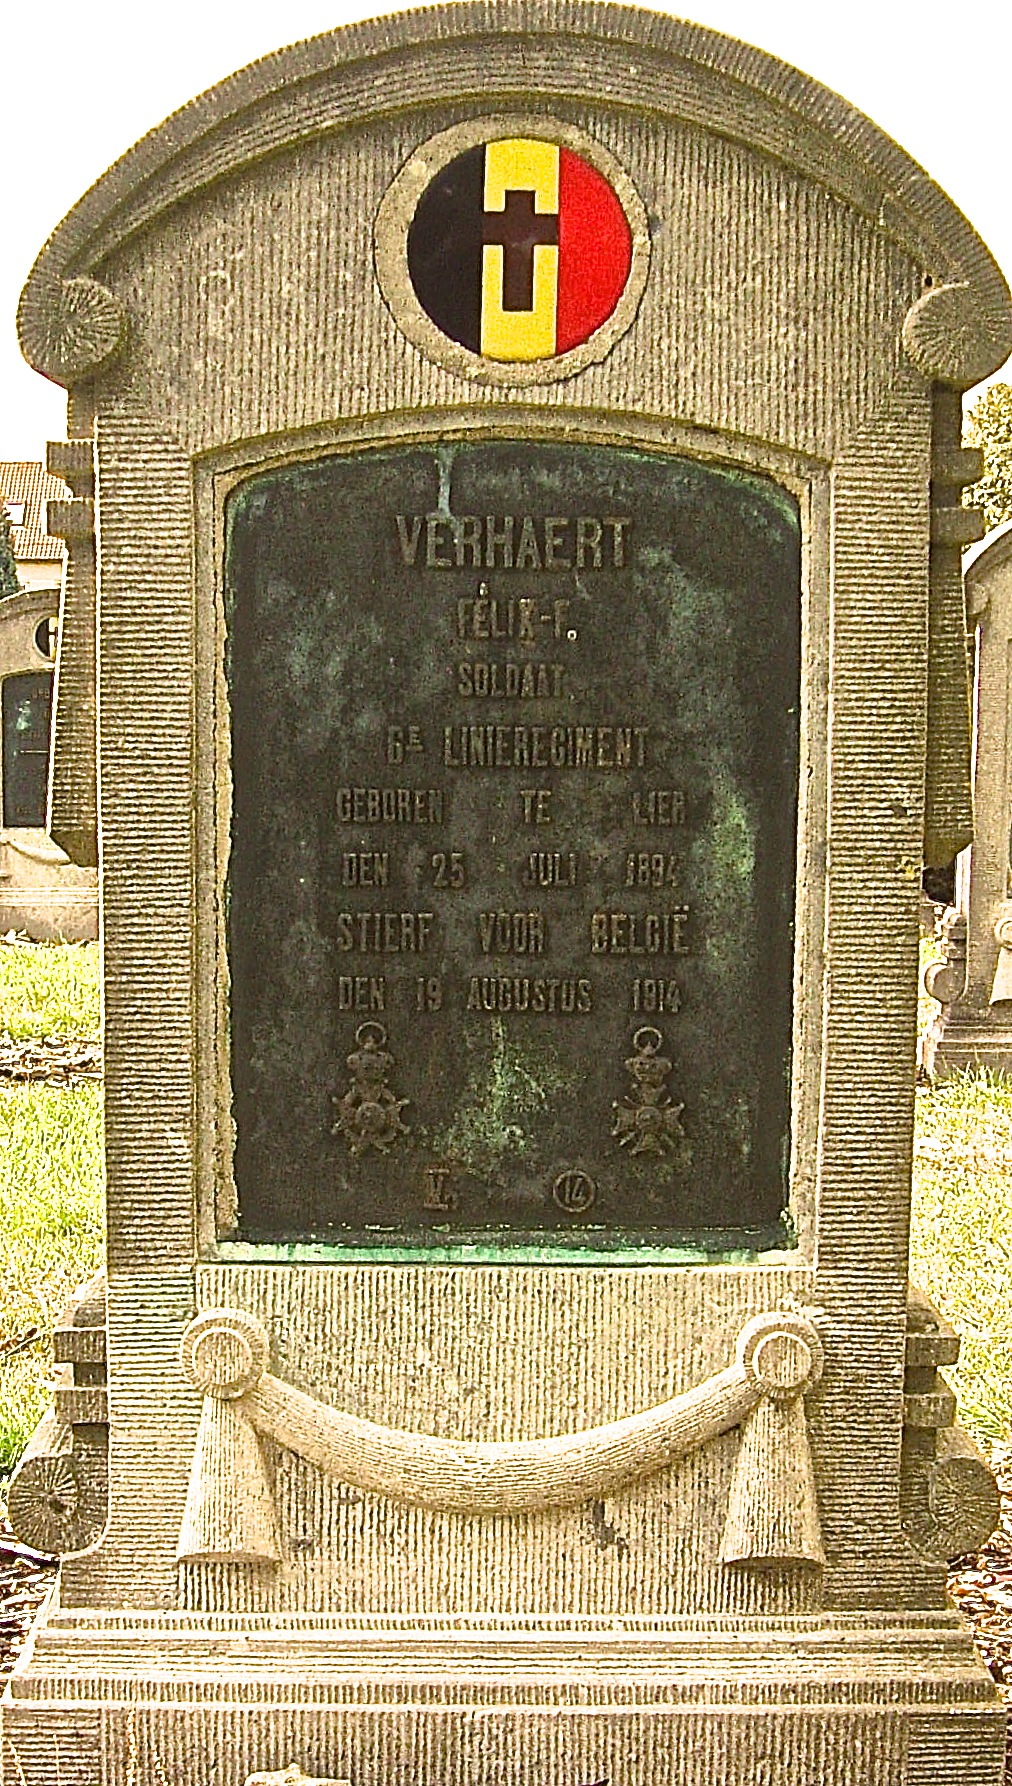 VERHAERT
FÉLIX-F.
SOLDAAT.
6E LINIEREGIMENT
GEBOREN TE LIER
DEN 25 JULI 1894
STIERF VOOR BELGIË
DEN 19 AUGUSTUS 1914
V. 14